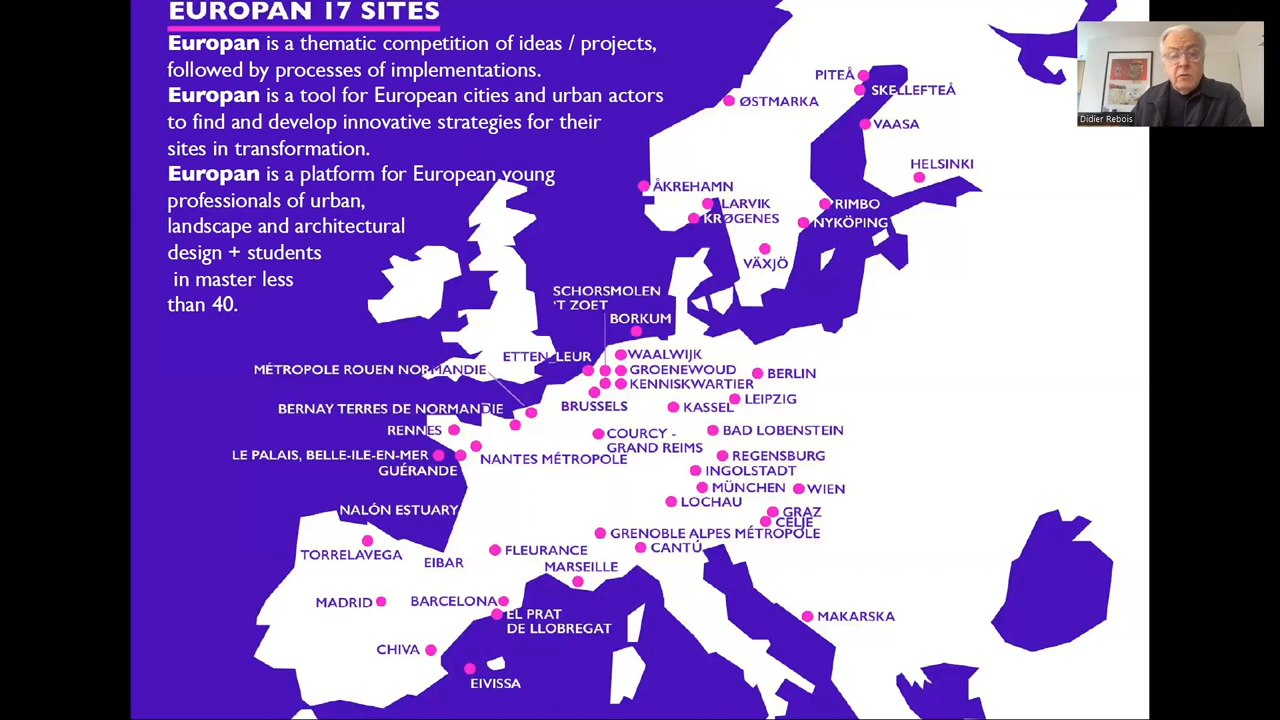 EUROPAN 17 SITES
Europan is a thematic competition of ideas / projects,
followed by processes of implementations.
Europan is a tool for European cities and urban actors
to find and develop innovative strategies for their
sites in transformation.
Europan is a platform for European young
professionals of urban,
landscape and architectural
design + students
in master less
than 40.
Didier Rebois
PITEÅ
SKELLEFTEÅ
ØSTMARKA
VAASA
HELSINKI
ÅKREHAMN
LARVIK
RIMBO
KRØGENES
NYKÖPING
VÄXJÖ
SCHORSMOLEN
'T ZOET
BORKUM
ETTEN_LEUR
WAALWIJK
MÉTROPOLE ROUEN NORMANDIE
GROENEWOUD
BERLIN
KENNISKWARTIER
LEIPZIG
BERNAY TERRES DE NORMANDIE
BRUSSELS
KASSEL
RENNES
COURCY -
GRAND REIMS
BAD LOBENSTEIN
LE PALAIS, BELLE-ILE-EN-MER
NANTES MÉTROPOLE
REGENSBURG
GUÉRANDE
INGOLSTADT
MÜNCHEN
WIEN
LOCHAU
NALÓN ESTUARY
GRAZ
CELJE
GRENOBLE ALPES MÉTROPOLE
TORRELAVEGA
EIBAR
FLEURANCE
CANTÚ
MARSEILLE
MADRID
BARCELONA
EL PRAT
DE LLOBREGAT
MAKARSKA
CHIVA
EIVISSA